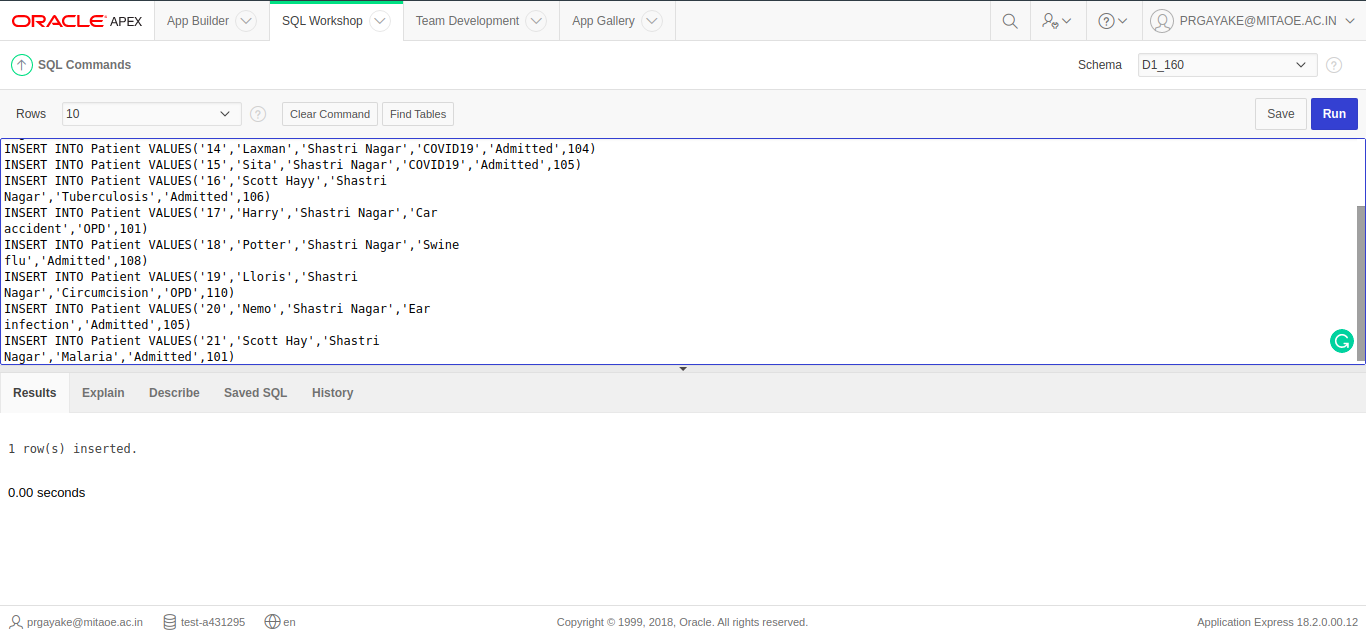 ORACLE APEX App Builder SQL Workshop Team Development App Gallery PRGAYAKE@MITAOE.AC.IN
SQL Commands Schema D1_160
Rows 10 Clear Command Find Tables Save Run
INSERT INTO Patient VALUES('14','Laxman','Shastri Nagar','COVID19','Admitted',104)
INSERT INTO Patient VALUES('15','Sita','Shastri Nagar','COVID19','Admitted',105)
INSERT INTO Patient VALUES('16','Scott Hayy','Shastri
Nagar','Tuberculosis','Admitted',106)
INSERT INTO Patient VALUES('17','Harry','Shastri Nagar','Car
accident','OPD',101)
INSERT INTO Patient VALUES('18','Potter','Shastri Nagar','Swine
flu','Admitted',108)
INSERT INTO Patient VALUES('19','Lloris','Shastri
Nagar','Circumcision','OPD',110)
INSERT INTO Patient VALUES('20','Nemo','Shastri Nagar','Ear
infection','Admitted',105)
INSERT INTO Patient VALUES('21','Scott Hay','Shastri
Nagar','Malaria','Admitted',101)
Results Explain Describe Saved SQL History
1 row(s) inserted.
0.00 seconds
prgayake@mitaoe.ac.in test-a431295 en Copyright © 1999, 2018, Oracle. All rights reserved. Application Express 18.2.0.00.12